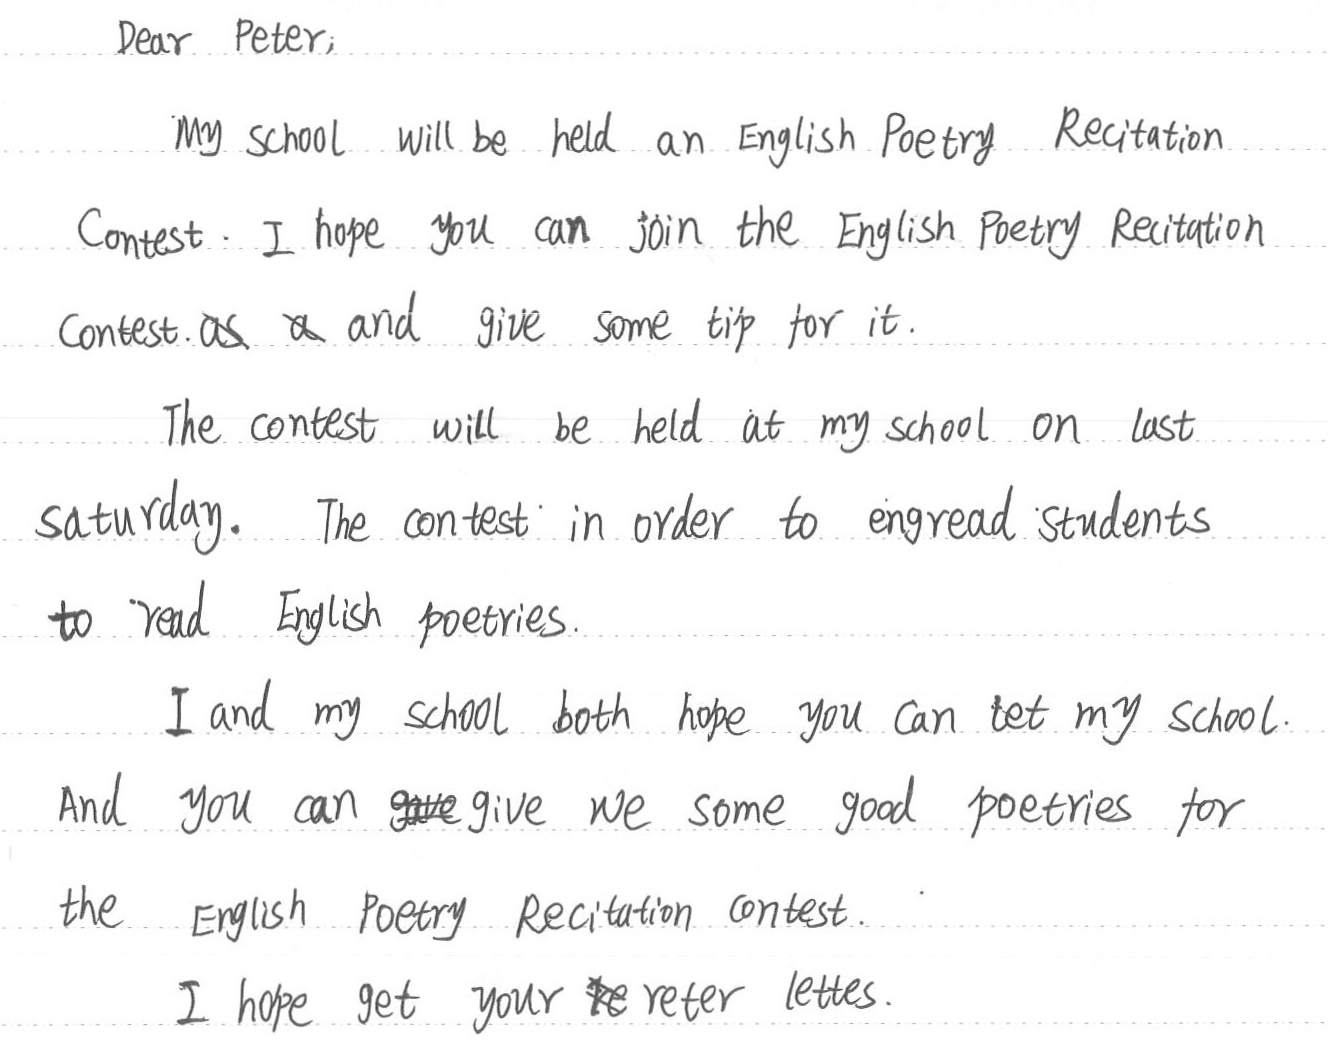 Dear Peter,
My school will be held an English Poetry Recitation
Contest. I hope you can join the English Poetry Recitation
Contest. and give some tip for it.
The contest will be held at my school on last
saturday. The contest in order to engread students
to read English poetries.
I and my school both hope you can tet my school.
And you can give we some good poetries for
the English Poetry Recitation contest.
I hope get your reter lettes.